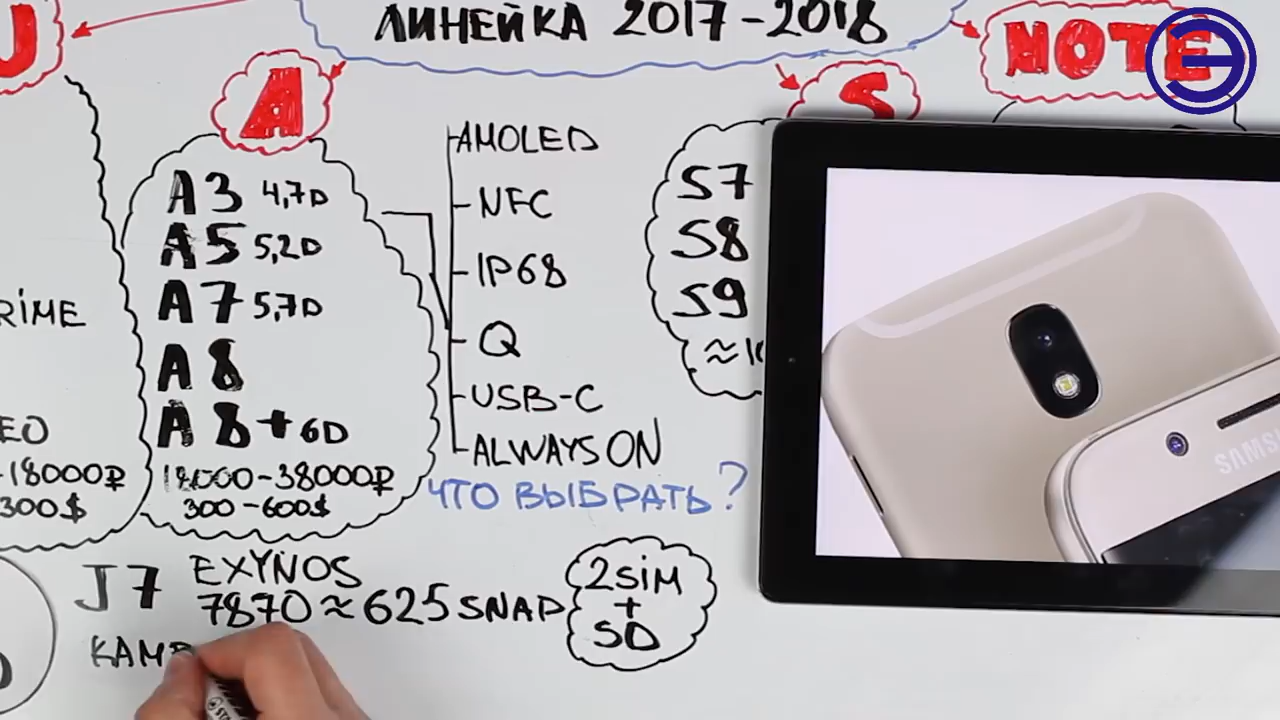 ЛИНЕЙКА 2017-2018
J
A
S
NOTE
Э
A3 4,7D
A5 5,2D
A7 5,7D
A8
A8+ 6D
18000-38000₽
300-600$
AMOLED
NFC
IP68
Q
USB-C
ALWAYS ON
S7
S8
S9
RIME
EO
-18000₽
300$
ЧТО ВЫБРАТЬ?
J7 EXYNOS
7870≈625 SNAP
2SIM
+
SD
SAMS